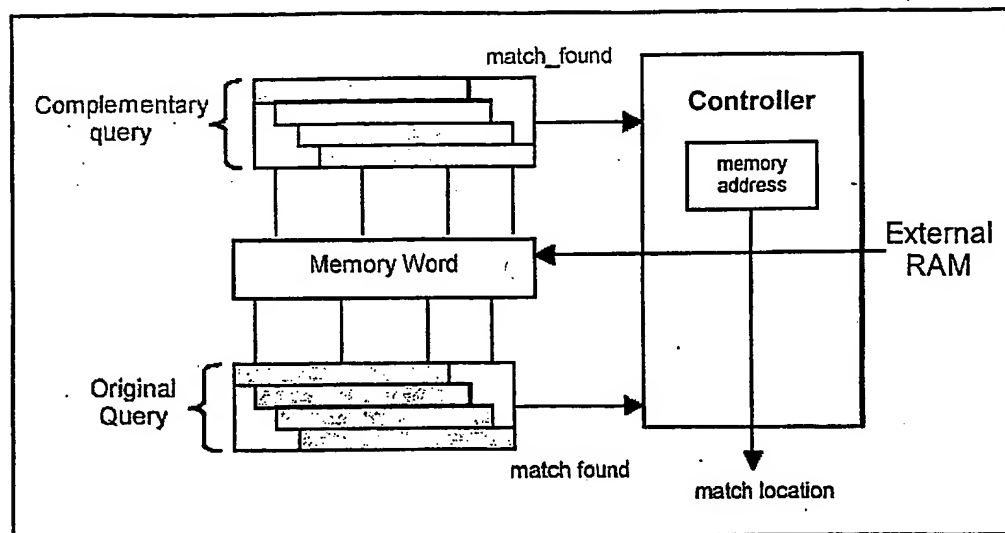 match_found
Complementary
query
Controller
memory
address
Memory Word
External
RAM
Original
Query
match found
match location